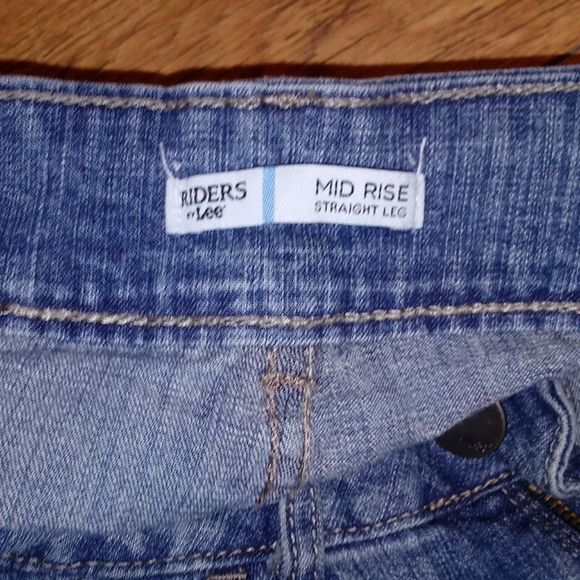 RIDERS
BY Lee
MID RISE
STRAIGHT LEG